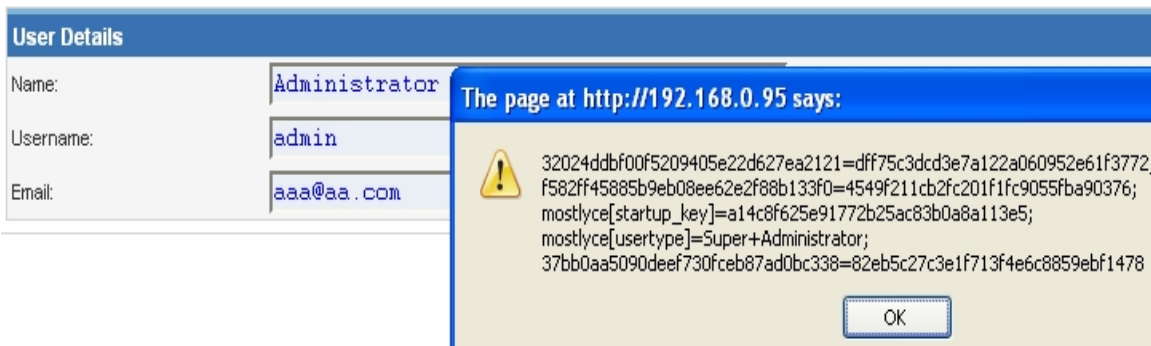 User Details
Name: Administrator
Username: admin
Email: aaa@aa.com
The page at http://192.168.0.95 says:
32024ddbf00f5209405e22d627ea2121=dff75c3dcd3e7a122a060952e61f3772
f582ff45885b9eb08ee62e2f88b133f0=4549f211cb2fc201f1fc9055fba90376;
mostlyce[startup_key]=a14c8f625e91772b25ac83b0a8a113e5;
mostlyce[usertype]=Super+Administrator;
37bb0aa5090deef730fceb87ad0bc338=82eb5c27c3e1f713f4e6c8859ebf1478
OK